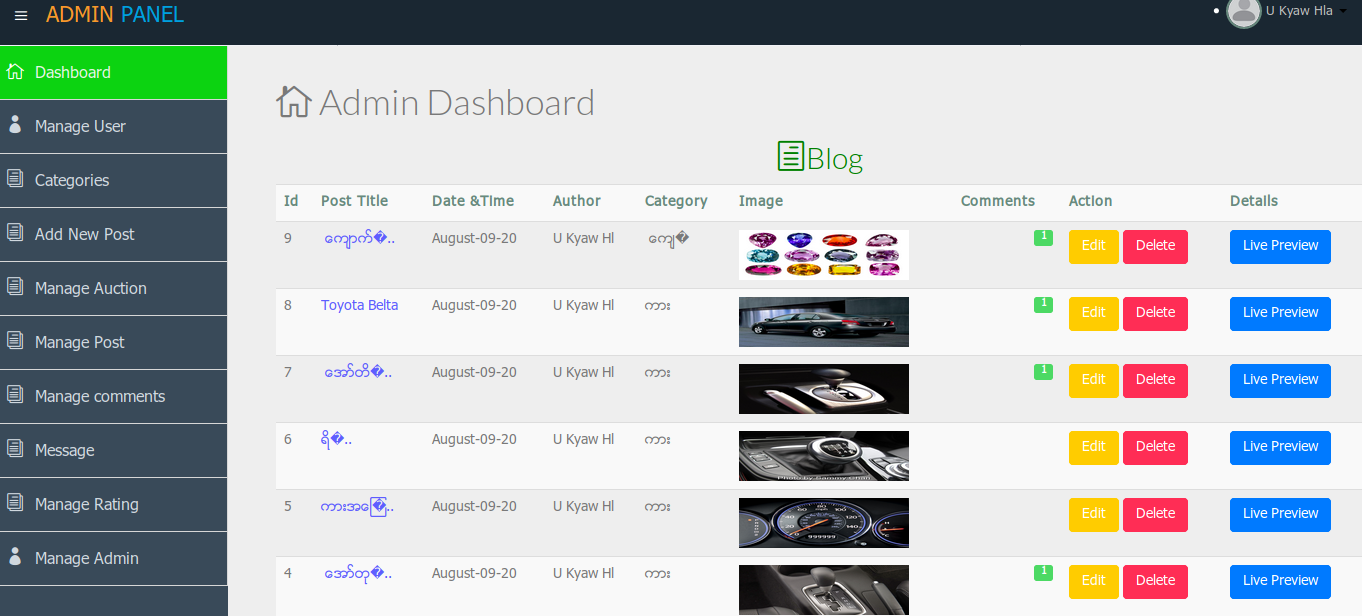 ADMIN PANEL
U Kyaw Hla
Dashboard
Manage User
Categories
Add New Post
Manage Auction
Manage Post
Manage comments
Message
Manage Rating
Manage Admin
Admin Dashboard
Blog
Id Post Title Date &Time Author Category Image Comments Action Details
9 ကျောက်�.. August-09-20 U Kyaw Hl ကျေ� 1 Edit Delete Live Preview
8 Toyota Belta August-09-20 U Kyaw Hl ကား 1 Edit Delete Live Preview
7 အော်တိ�.. August-09-20 U Kyaw Hl ကား 1 Edit Delete Live Preview
6 ရိ�.. August-09-20 U Kyaw Hl ကား Photo by Sammy Chen Edit Delete Live Preview
5 ကားအကြေ�.. August-09-20 U Kyaw Hl ကား 999999 Edit Delete Live Preview
4 အော်တု�.. August-09-20 U Kyaw Hl ကား 1 Edit Delete Live Preview